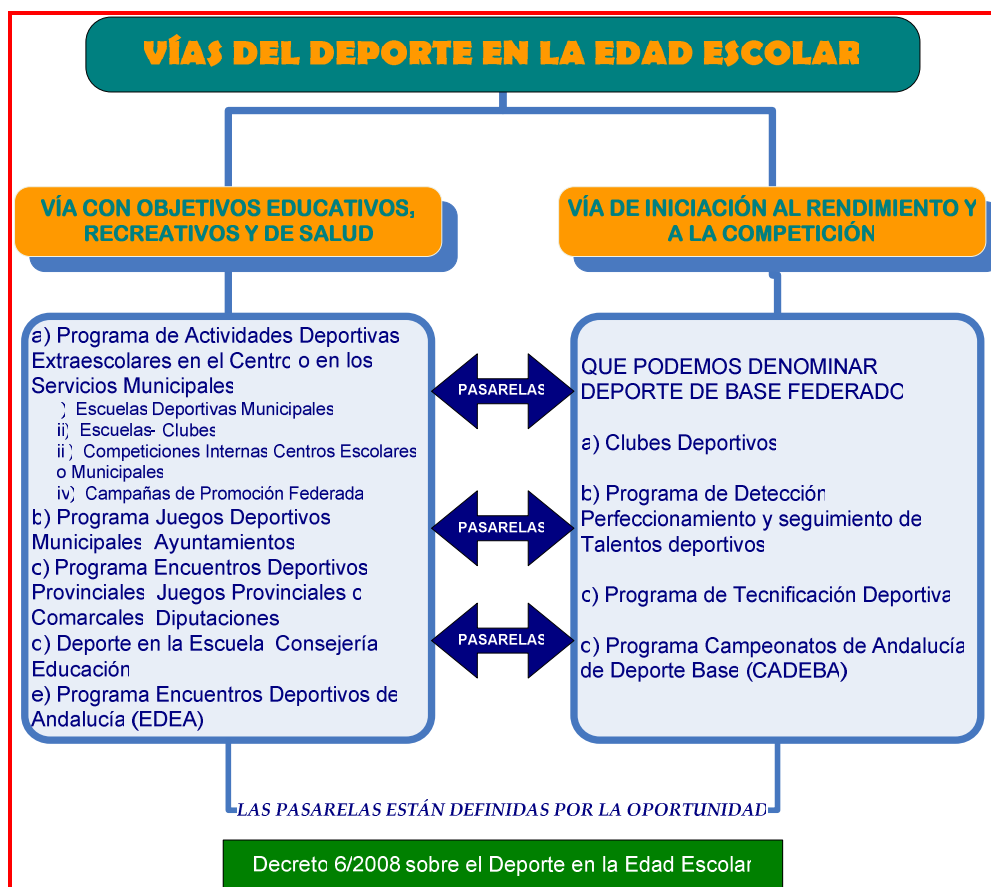 VÍAS DEL DEPORTE EN LA EDAD ESCOLAR
VÍA CON OBJETIVOS EDUCATIVOS,
RECREATIVOS Y DE SALUD
VÍA DE INICIACIÓN AL RENDIMIENTO Y
A LA COMPETICIÓN
a) Programa de Actividades Deportivas
Extraescolares en el Centro o en los
Servicios Municipales
) Escuelas Deportivas Municipales
ii) Escuelas- Clubes
ii) Competiciones Internas Centros Escolares
o Municipales
iv) Campañas de Promoción Federada
b) Programa Juegos Deportivos
Municipales Ayuntamientos
c) Programa Encuentros Deportivos
Provinciales Juegos Provinciales o
Comarcales Diputaciones
c) Deporte en la Escuela Consejería
Educación
e) Programa Encuentros Deportivos de
Andalucía (EDEA)
PASARELAS
PASARELAS
PASARELAS
QUE PODEMOS DENOMINAR
DEPORTE DE BASE FEDERADO
a) Clubes Deportivos
b) Programa de Detección
Perfeccionamiento y seguimiento de
Talentos deportivos
c) Programa de Tecnificación Deportiva
c) Programa Campeonatos de Andalucía
de Deporte Base (CADEBA)
LAS PASARELAS ESTÁN DEFINIDAS POR LA OPORTUNIDAD
Decreto 6/2008 sobre el Deporte en la Edad Escolar